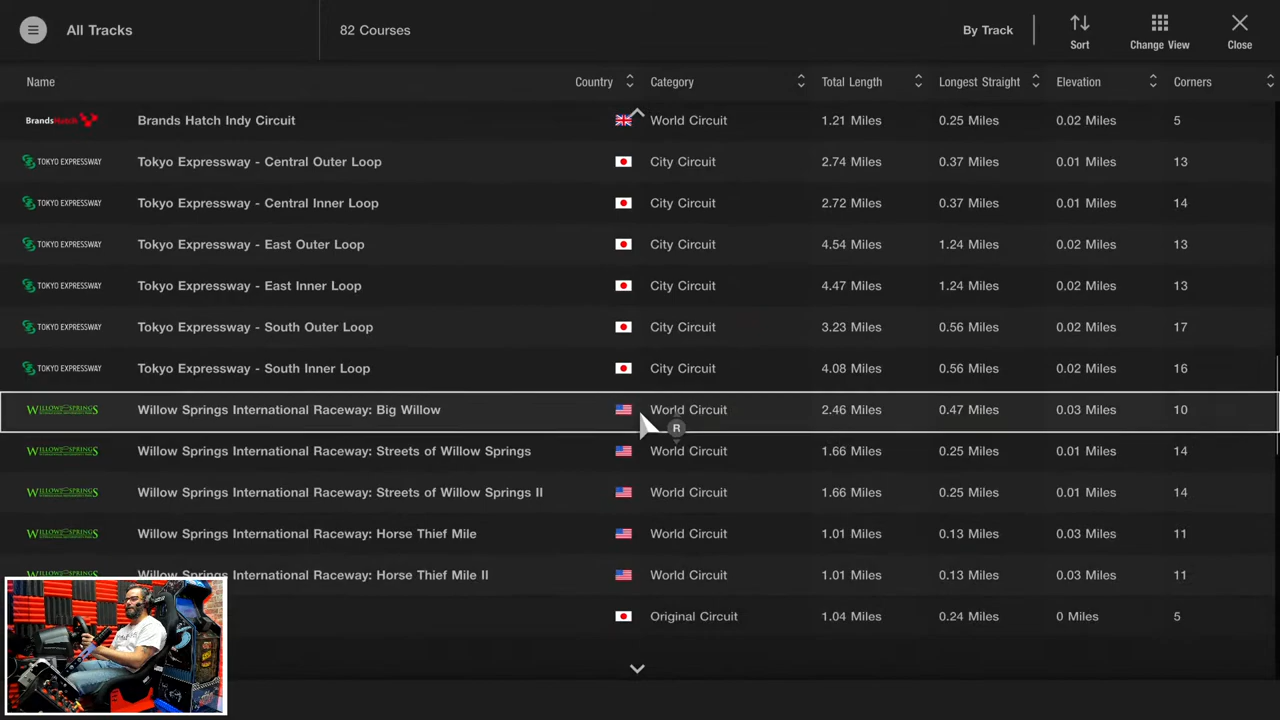 All Tracks 82 Courses By Track Sort Change View Close
Name Country Category Total Length Longest Straight Elevation Corners
BrandsHatch Brands Hatch Indy Circuit World Circuit 1.21 Miles 0.25 Miles 0.02 Miles 5
TOKYO EXPRESSWAY Tokyo Expressway - Central Outer Loop City Circuit 2.74 Miles 0.37 Miles 0.01 Miles 13
TOKYO EXPRESSWAY Tokyo Expressway - Central Inner Loop City Circuit 2.72 Miles 0.37 Miles 0.01 Miles 14
TOKYO EXPRESSWAY Tokyo Expressway - East Outer Loop City Circuit 4.54 Miles 1.24 Miles 0.02 Miles 13
TOKYO EXPRESSWAY Tokyo Expressway - East Inner Loop City Circuit 4.47 Miles 1.24 Miles 0.02 Miles 13
TOKYO EXPRESSWAY Tokyo Expressway - South Outer Loop City Circuit 3.23 Miles 0.56 Miles 0.02 Miles 17
TOKYO EXPRESSWAY Tokyo Expressway - South Inner Loop City Circuit 4.08 Miles 0.56 Miles 0.02 Miles 16
WILLOW SPRINGS Willow Springs International Raceway: Big Willow World Circuit 2.46 Miles 0.47 Miles 0.03 Miles 10
R
WILLOW SPRINGS Willow Springs International Raceway: Streets of Willow Springs World Circuit 1.66 Miles 0.25 Miles 0.01 Miles 14
WILLOW SPRINGS Willow Springs International Raceway: Streets of Willow Springs II World Circuit 1.66 Miles 0.25 Miles 0.01 Miles 14
WILLOW SPRINGS Willow Springs International Raceway: Horse Thief Mile World Circuit 1.01 Miles 0.13 Miles 0.03 Miles 11
WILLOW SPRINGS Willow Springs International Raceway: Horse Thief Mile II World Circuit 1.01 Miles 0.13 Miles 0.03 Miles 11
Original Circuit 1.04 Miles 0.24 Miles 0 Miles 5